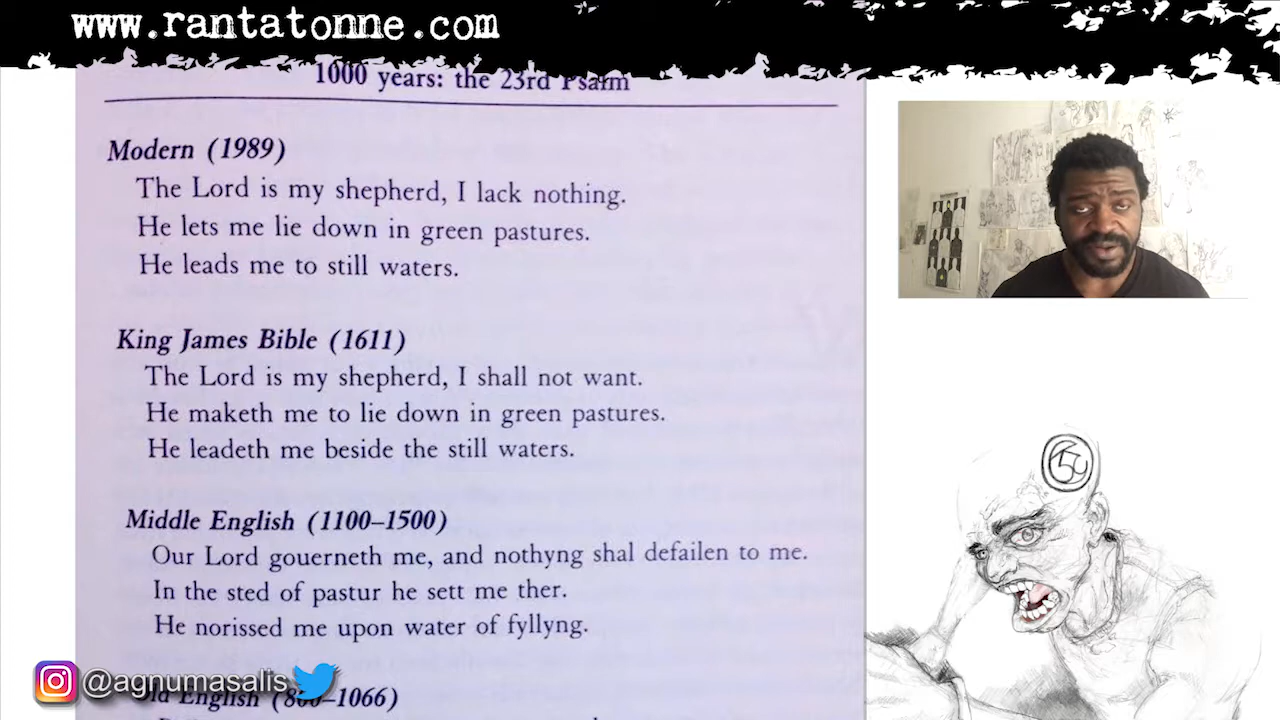 www.rantatonne.com
1000 years: the 23rd Psalm
Modern (1989)
The Lord is my shepherd, I lack nothing.
He lets me lie down in green pastures.
He leads me to still waters.
King James Bible (1611)
The Lord is my shepherd, I shall not want.
He maketh me to lie down in green pastures.
He leadeth me beside the still waters.
Middle English (1100–1500)
Our Lord gouerneth me, and nothyng shal defailen to me.
In the sted of pastur he sett me ther.
He norissed me upon water of fyllyng.
@agnumasalis
Old English (800–1066)